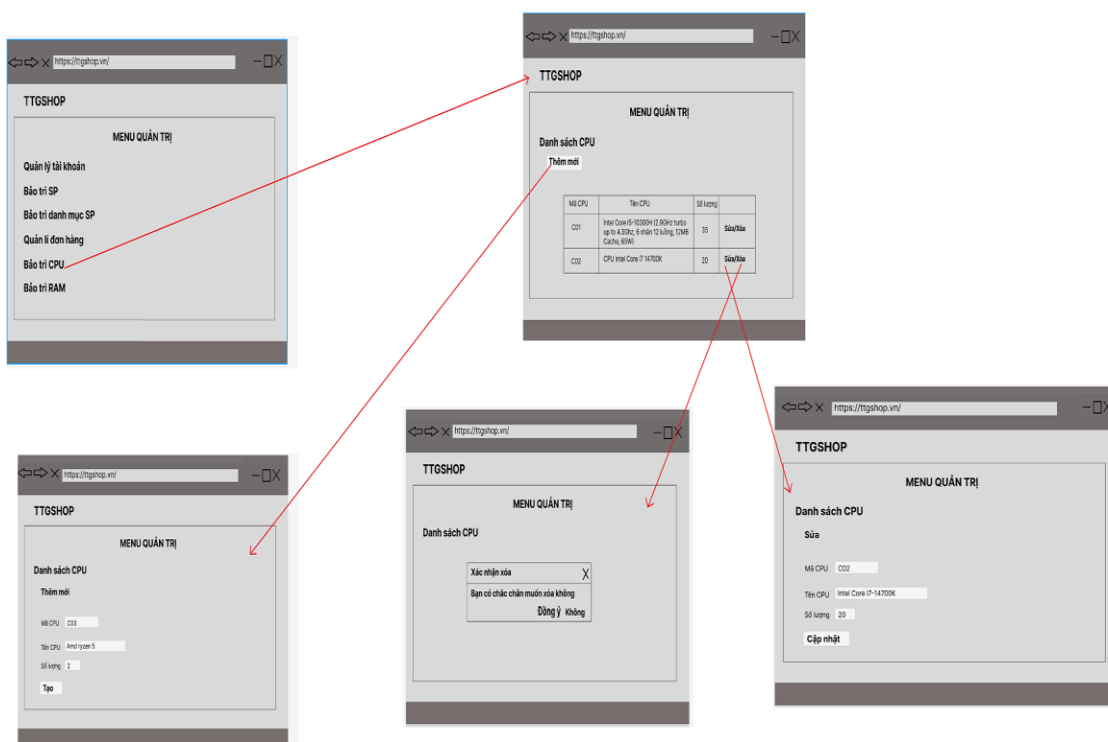 https://ttgshop.vn/
TTGSHOP
MENU QUẢN TRỊ
Quản lý tài khoản
Bảo trì SP
Bảo trì danh mục SP
Quản lí đơn hàng
Bảo trì CPU
Bảo trì RAM
https://ttgshop.vn/
TTGSHOP
MENU QUẢN TRỊ
Danh sách CPU
Thêm mới
Mã CPU Tên CPU Số lượng
C01 Intel Core i5-10300H (2.9GHz turbo
up to 4.3Ghz, 6 nhân 12 luồng, 12MB
Cache, 65W) 35 Sửa/Xóa
C02 CPU Intel Core i7 14700K 20 Sửa/Xóa
https://ttgshop.vn/
TTGSHOP
MENU QUẢN TRỊ
Danh sách CPU
Thêm mới
Mã CPU C03
Tên CPU Amd ryzen 5
Số lượng 2
Tạo
https://ttgshop.vn/
TTGSHOP
MENU QUẢN TRỊ
Danh sách CPU
Xác nhận xóa X
Bạn có chắc chắn muốn xóa không
Đồng ý Không
https://ttgshop.vn/
TTGSHOP
MENU QUẢN TRỊ
Danh sách CPU
Sửa
Mã CPU C02
Tên CPU Intel Core i7-14700K
Số lượng 20
Cập nhật